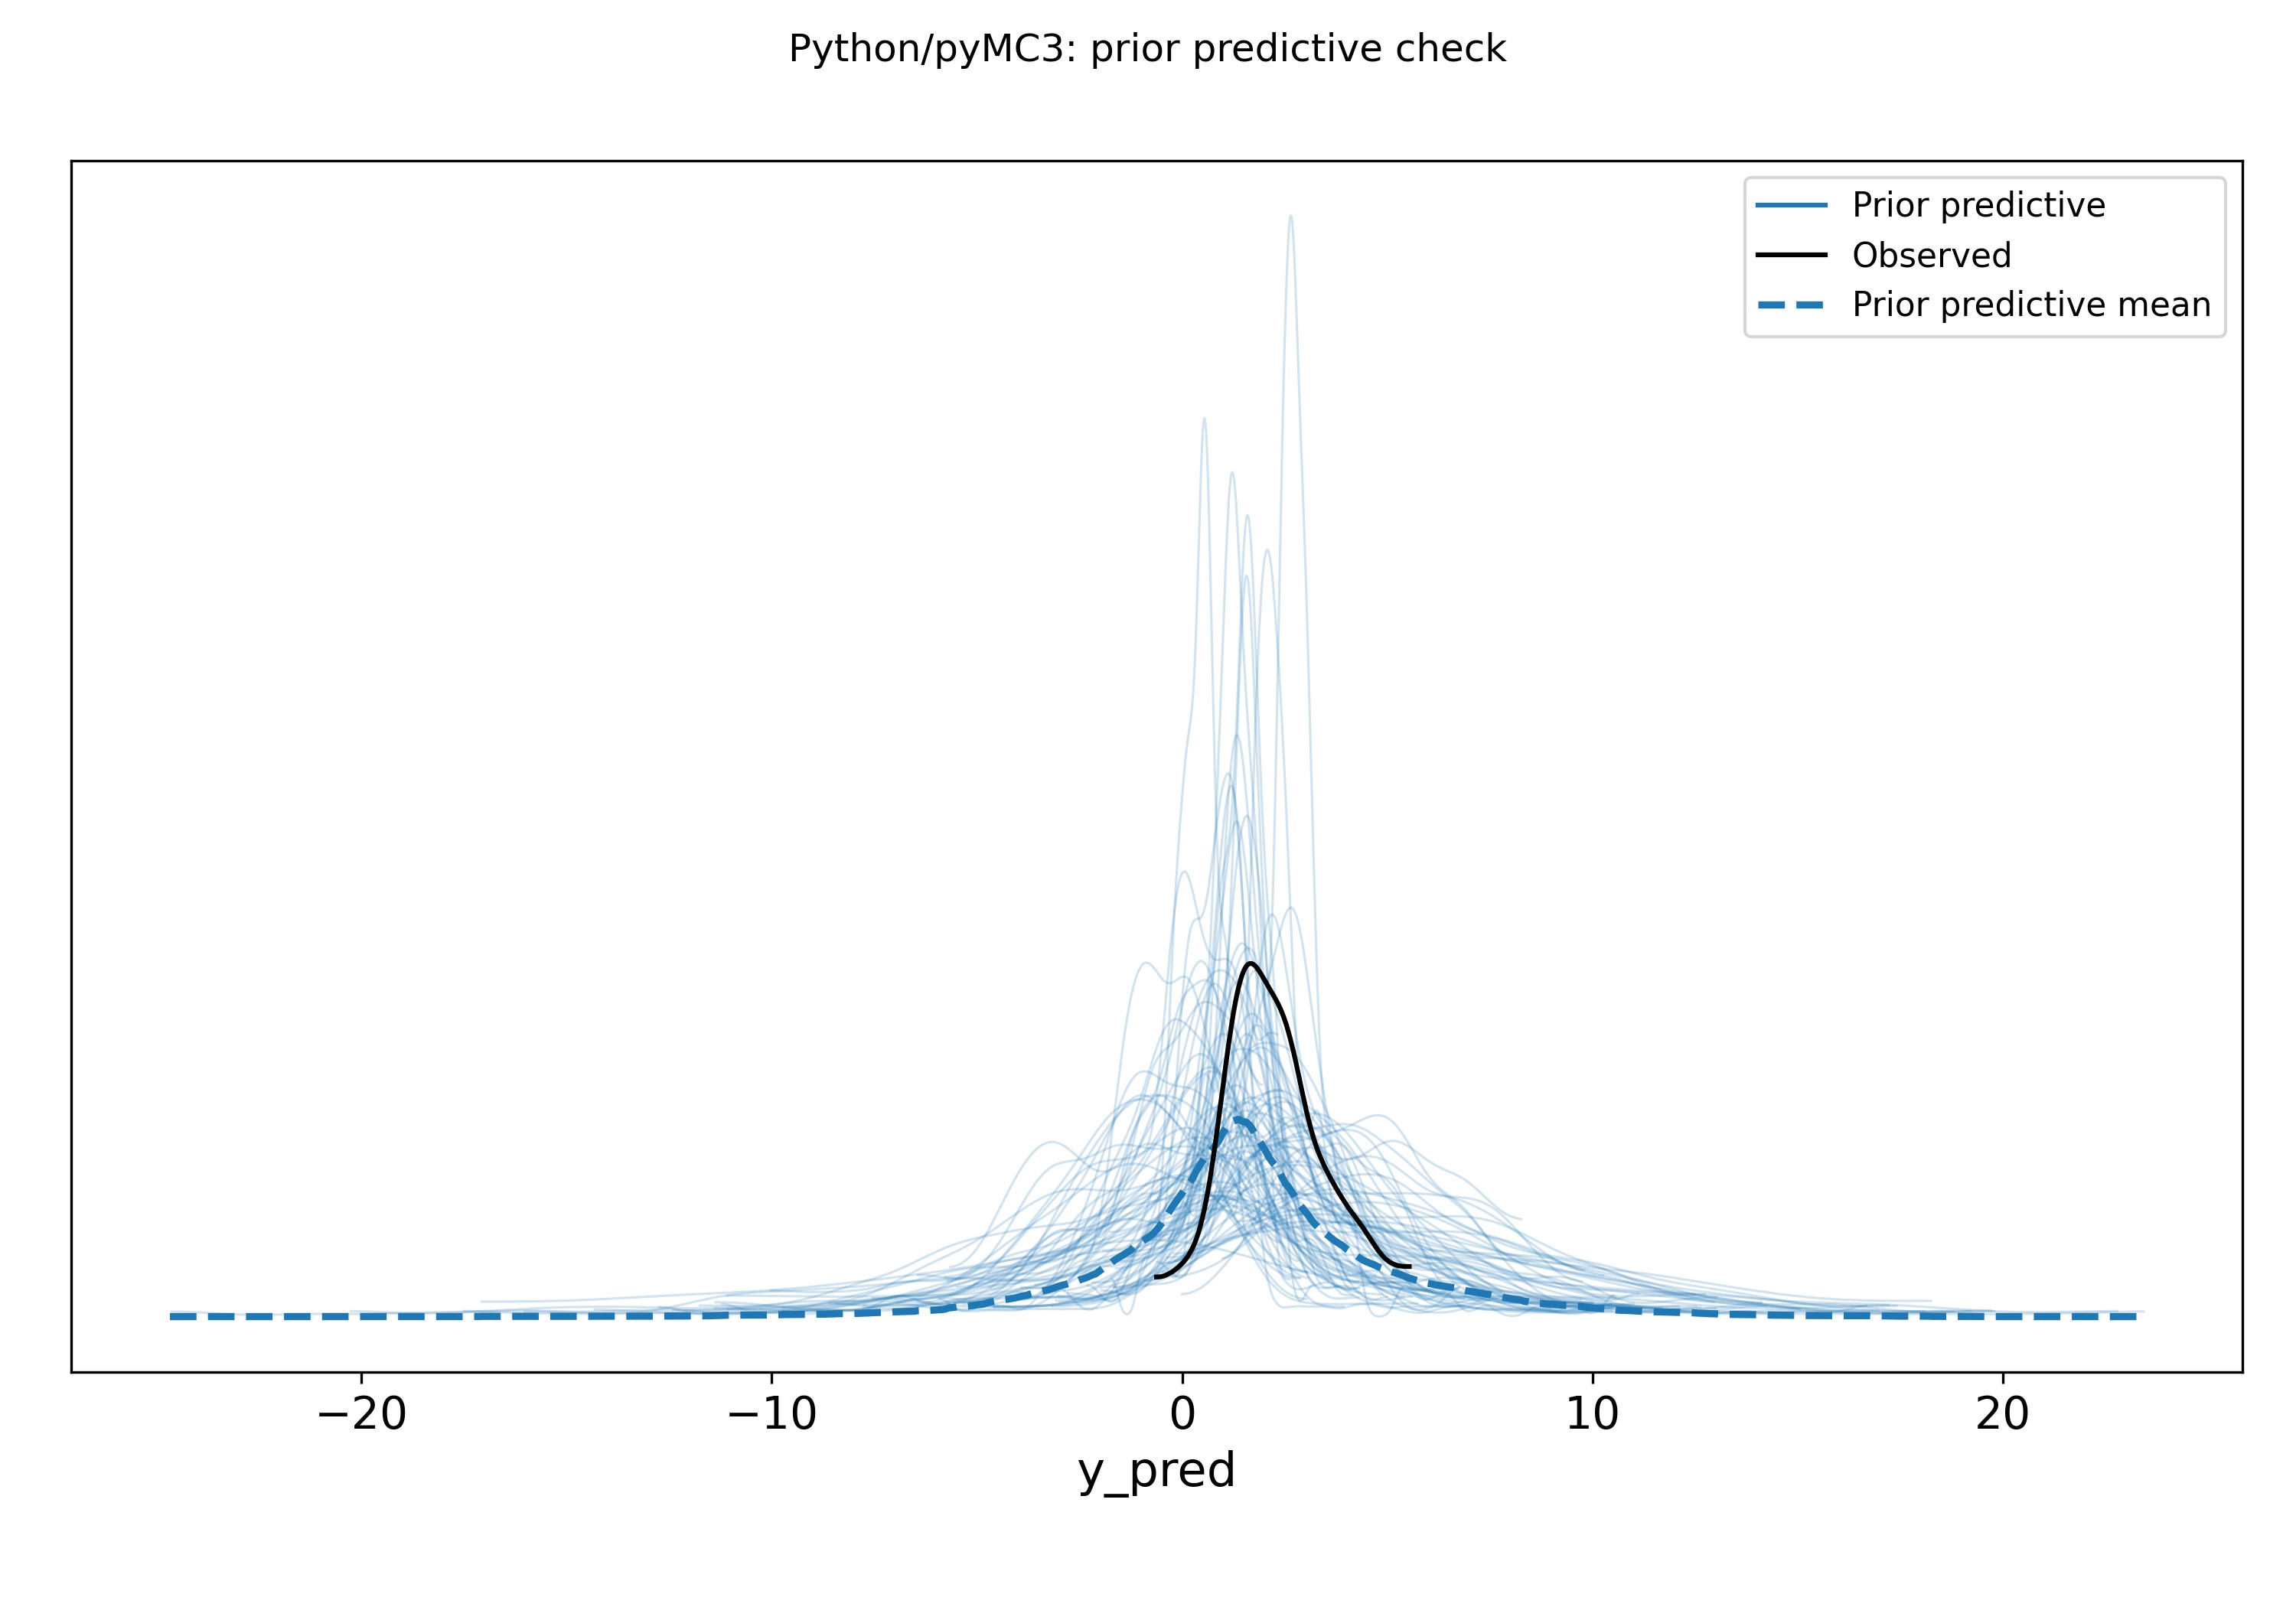 Python/pyMC3: prior predictive check
Prior predictive
Observed
Prior predictive mean
−20 −10 0 10 20
y_pred